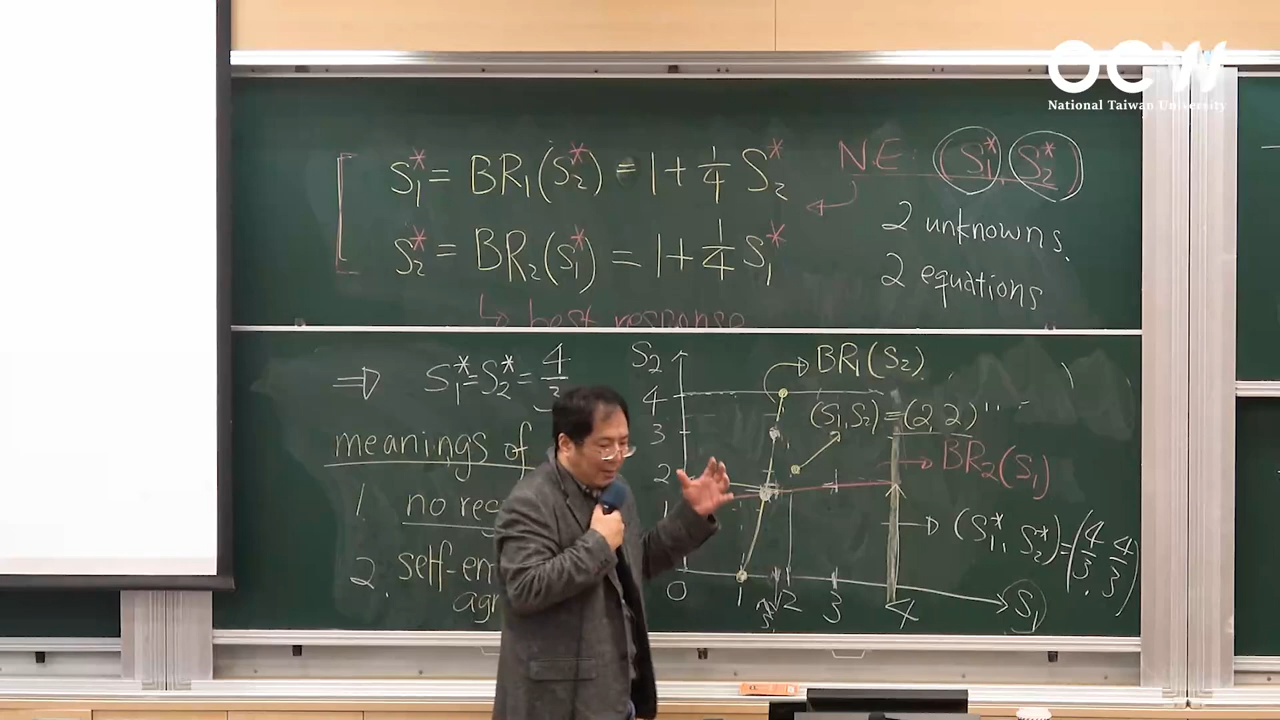 OCW
National Taiwan University
S₁* = BR₁(S₂*) = 1 + 1/4 S₂*
NE: (S₁*, S₂*)
S₂* = BR₂(S₁*) = 1 + 1/4 S₁*
2 unknowns.
2 equations
↳ best response
⇒ S₁* = S₂* = 4/3
meanings of
1. no
2. self-
S₂
4
3
2
1
0
1
2
3
4
S₁
BR₁(S₂)
(S₁, S₂) = (2, 2)
BR₂(S₁)
(S₁*, S₂*) = (4/3, 4/3)